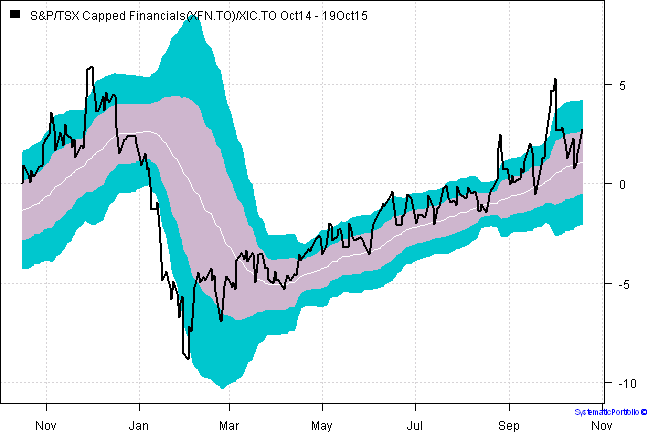 S&P/TSX Capped Financials(XFN.TO)/XIC.TO Oct14 - 19Oct15
5
0
-5
-10
Nov Jan Mar May Jul Sep Nov
SystematicPortfolio ©